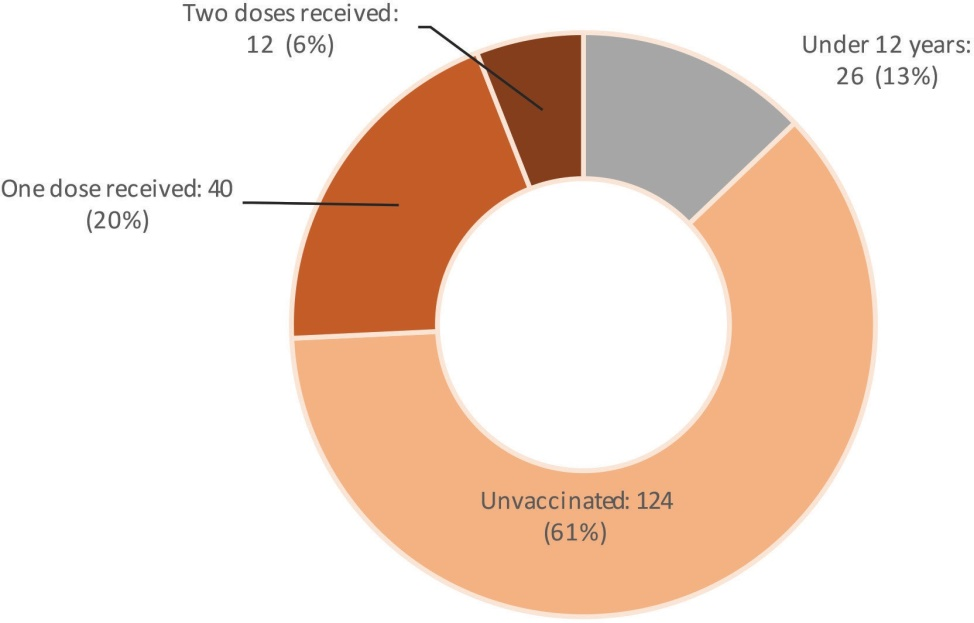 Two doses received:
12 (6%)
Under 12 years:
26 (13%)
One dose received: 40
(20%)
Unvaccinated: 124
(61%)